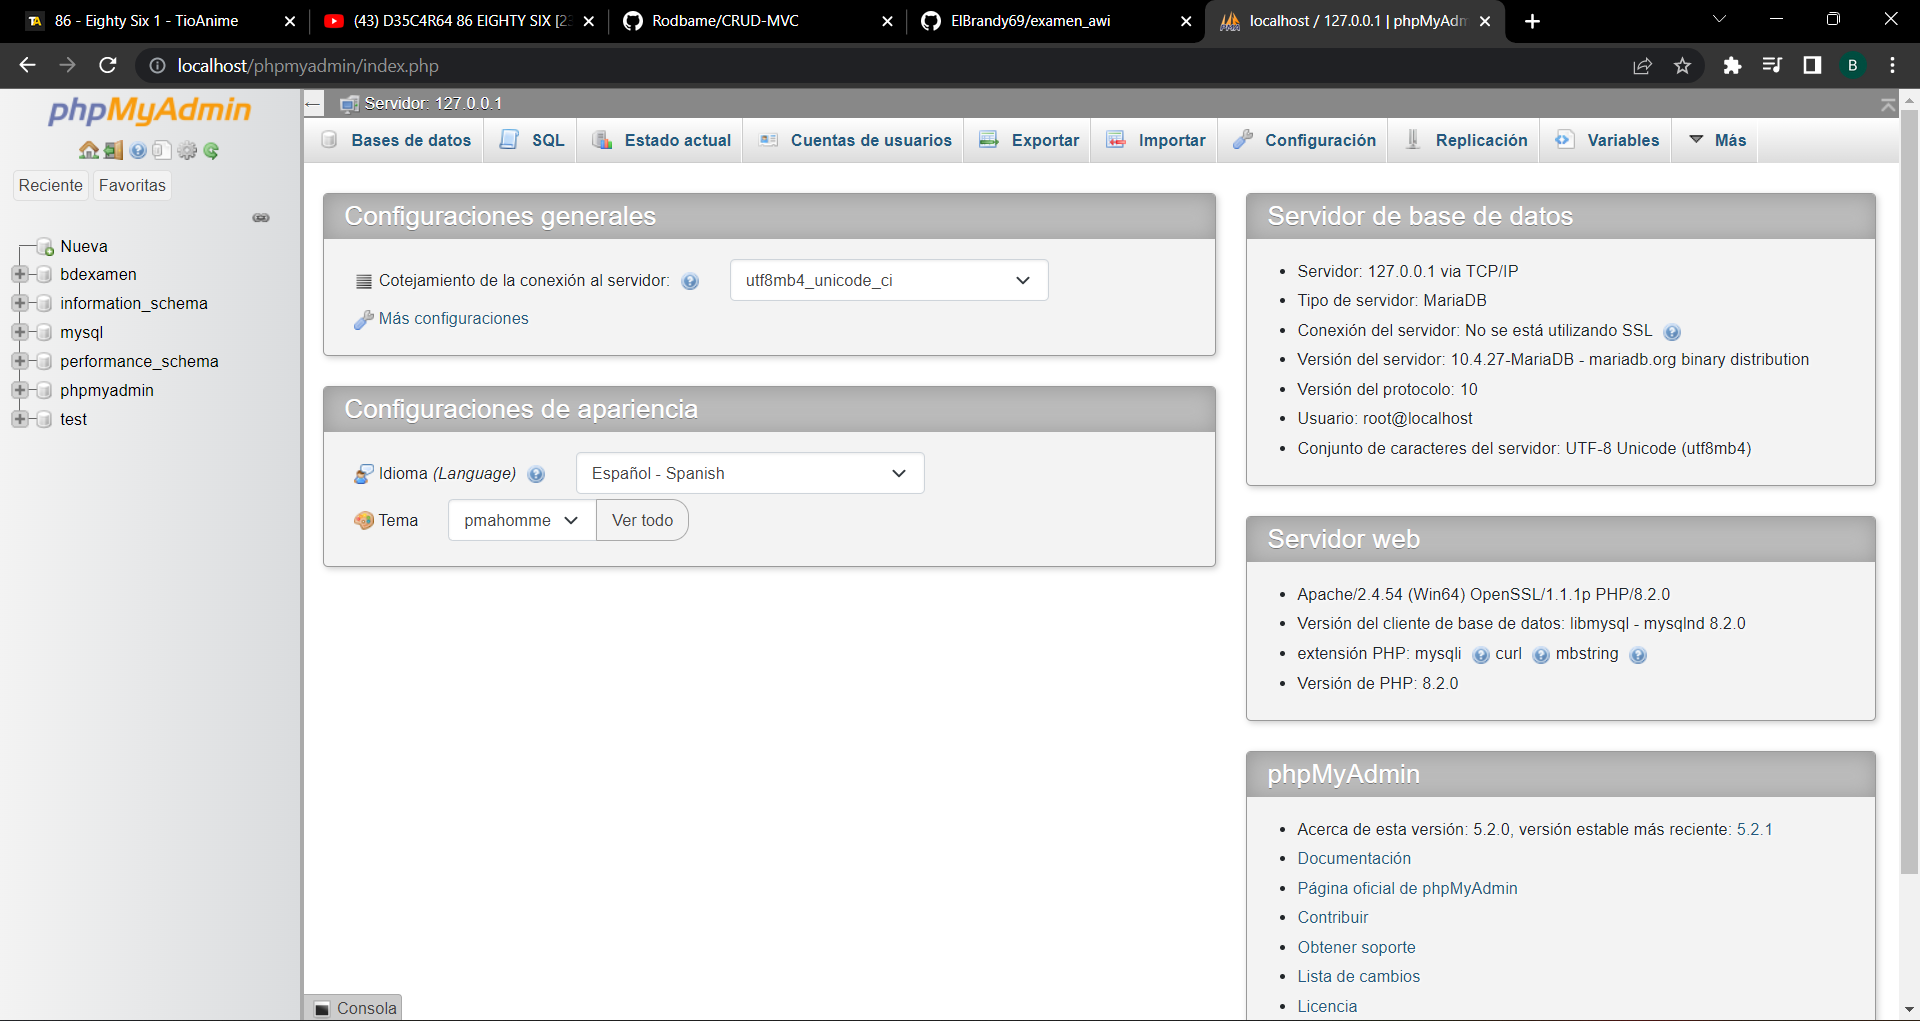 TA 86 - Eighty Six 1 - TioAnime
(43) D35C4R64 86 EIGHTY SIX [2
Rodbame/CRUD-MVC
ElBrandy69/examen_awi
localhost / 127.0.0.1 | phpMyAdm
localhost/phpmyadmin/index.php
B
phpMyAdmin
Reciente Favoritas
Nueva
bdexamen
information_schema
mysql
performance_schema
phpmyadmin
test
Servidor: 127.0.0.1
Bases de datos SQL Estado actual Cuentas de usuarios Exportar Importar Configuración Replicación Variables Más
Configuraciones generales
Cotejamiento de la conexión al servidor: utf8mb4_unicode_ci
Más configuraciones
Configuraciones de apariencia
Idioma (Language) Español - Spanish
Tema pmahomme Ver todo
Servidor de base de datos
• Servidor: 127.0.0.1 via TCP/IP
• Tipo de servidor: MariaDB
• Conexión del servidor: No se está utilizando SSL
• Versión del servidor: 10.4.27-MariaDB - mariadb.org binary distribution
• Versión del protocolo: 10
• Usuario: root@localhost
• Conjunto de caracteres del servidor: UTF-8 Unicode (utf8mb4)
Servidor web
• Apache/2.4.54 (Win64) OpenSSL/1.1.1p PHP/8.2.0
• Versión del cliente de base de datos: libmysql - mysqlnd 8.2.0
• extensión PHP: mysqli curl mbstring
• Versión de PHP: 8.2.0
phpMyAdmin
• Acerca de esta versión: 5.2.0, versión estable más reciente: 5.2.1
• Documentación
• Página oficial de phpMyAdmin
• Contribuir
• Obtener soporte
• Lista de cambios
• Licencia
Consola